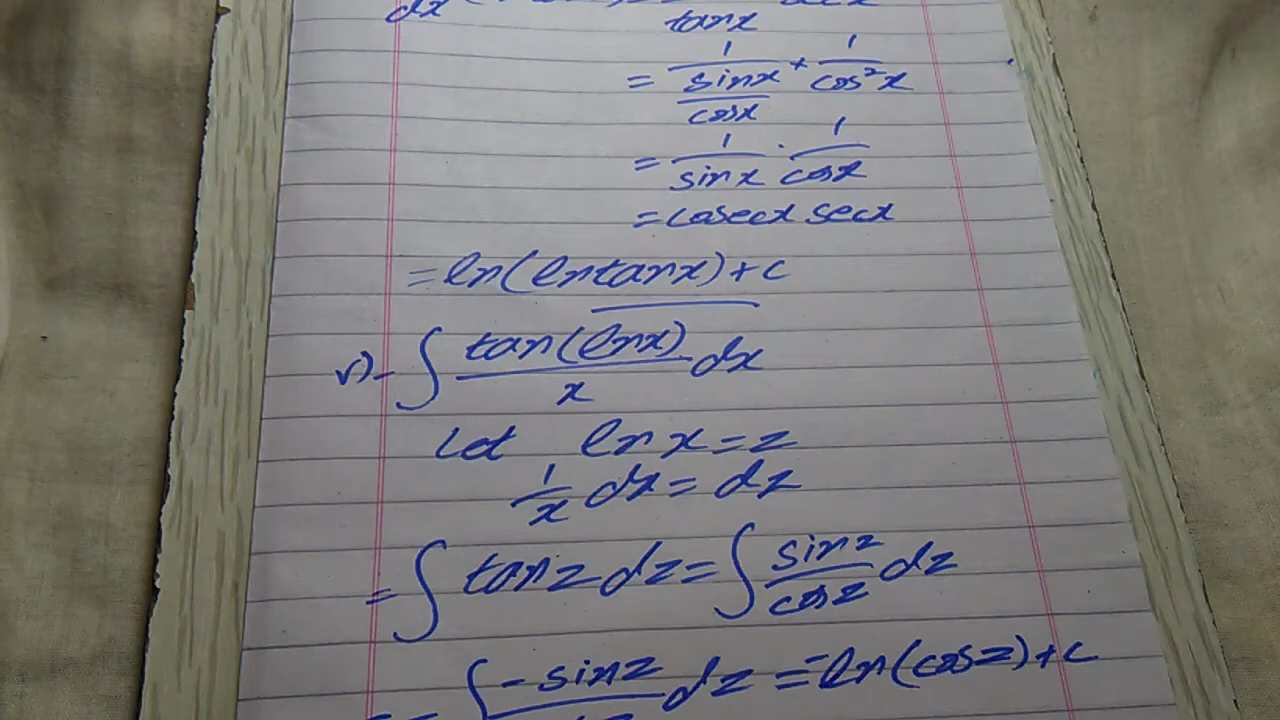 dx
tanx
= 1/(sinx/cosx) * 1/cos²x
= 1/sinx · 1/cosx
= cosecx secx
= ln(lntanx)+c
v)- ∫ tan(lnx)/x dx
Let lnx = z
1/x dx = dz
= ∫ tanz dz = ∫ sinz/cosz dz
∫ -sinz dz = -ln(cosz)+c